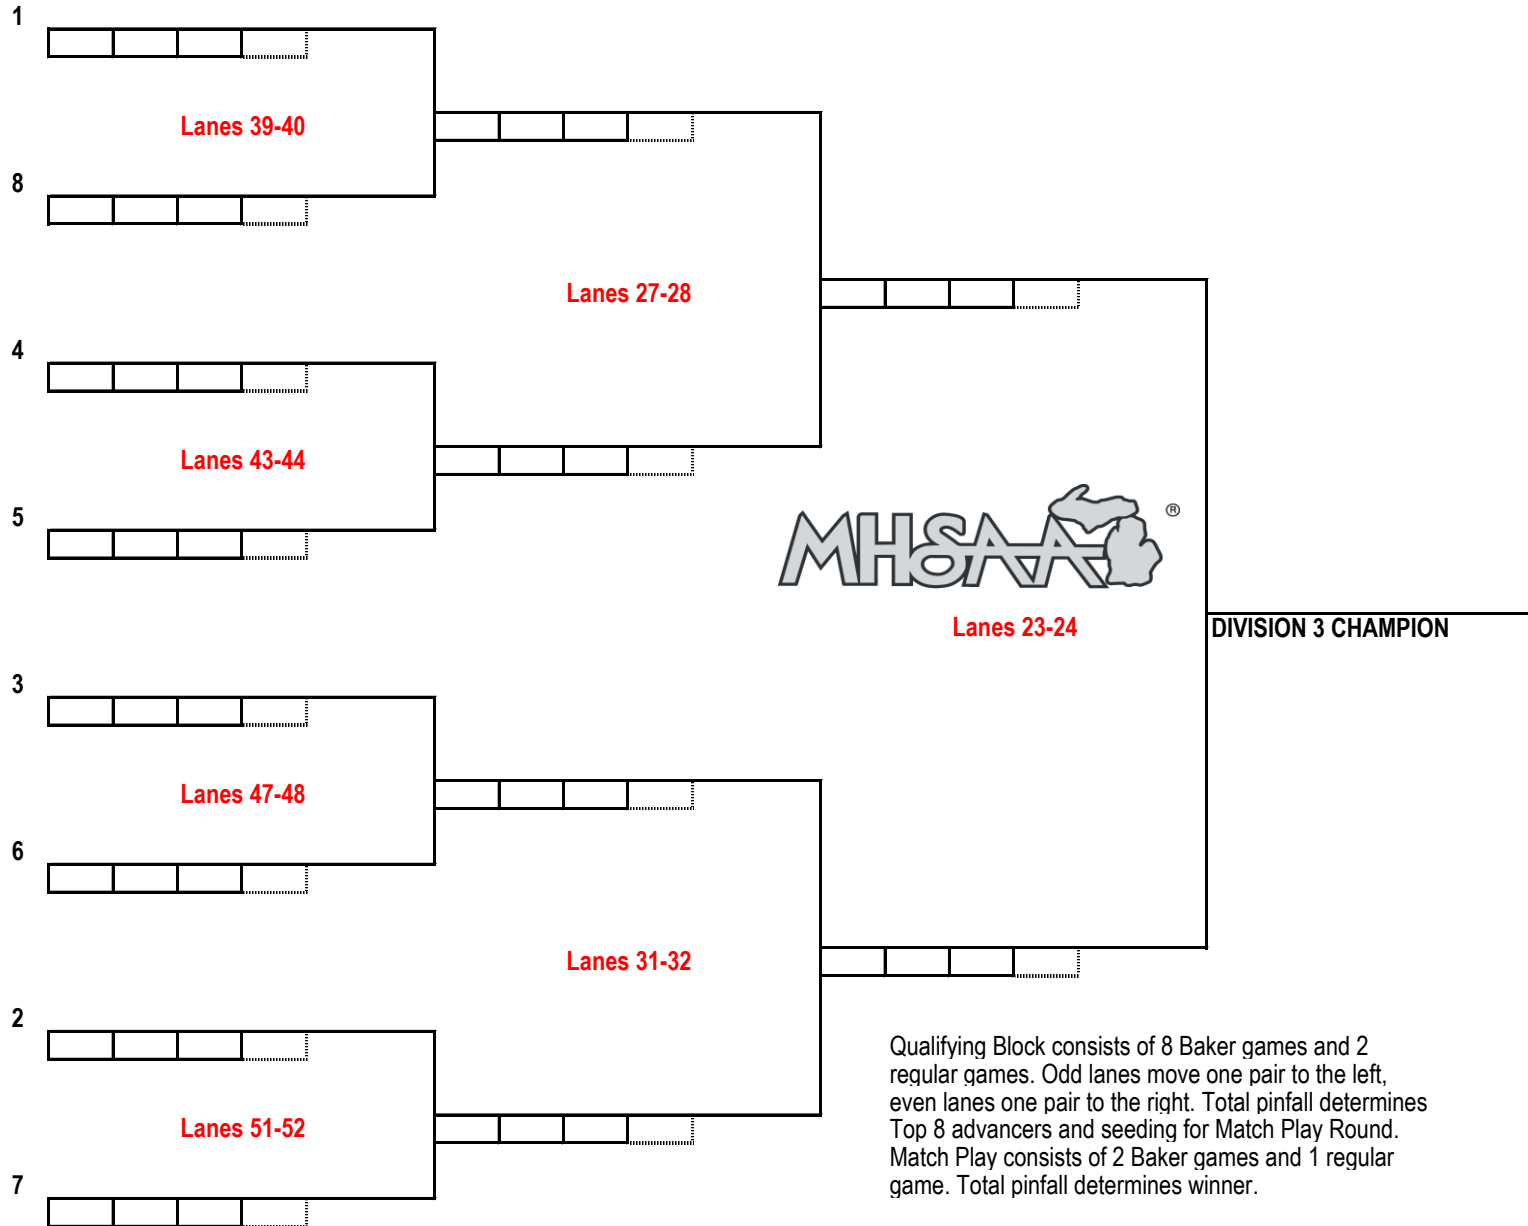 1
Lanes 39-40
8
Lanes 27-28
4
Lanes 43-44
5
MHSAA ®
Lanes 23-24
DIVISION 3 CHAMPION
3
Lanes 47-48
6
Lanes 31-32
2
Lanes 51-52
7
Qualifying Block consists of 8 Baker games and 2
regular games. Odd lanes move one pair to the left,
even lanes one pair to the right. Total pinfall determines
Top 8 advancers and seeding for Match Play Round.
Match Play consists of 2 Baker games and 1 regular
game. Total pinfall determines winner.